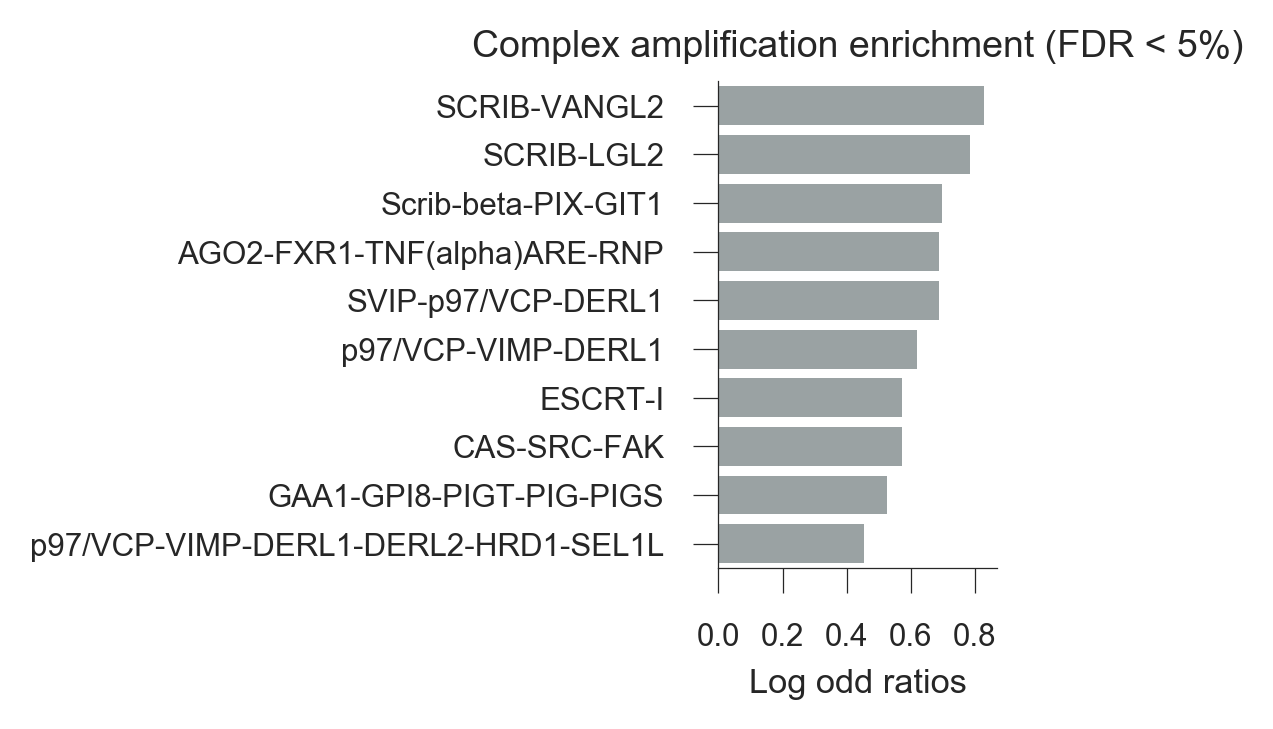 Complex amplification enrichment (FDR < 5%)
SCRIB-VANGL2
SCRIB-LGL2
Scrib-beta-PIX-GIT1
AGO2-FXR1-TNF(alpha)ARE-RNP
SVIP-p97/VCP-DERL1
p97/VCP-VIMP-DERL1
ESCRT-I
CAS-SRC-FAK
GAA1-GPI8-PIGT-PIG-PIGS
p97/VCP-VIMP-DERL1-DERL2-HRD1-SEL1L
0.0 0.2 0.4 0.6 0.8
Log odd ratios